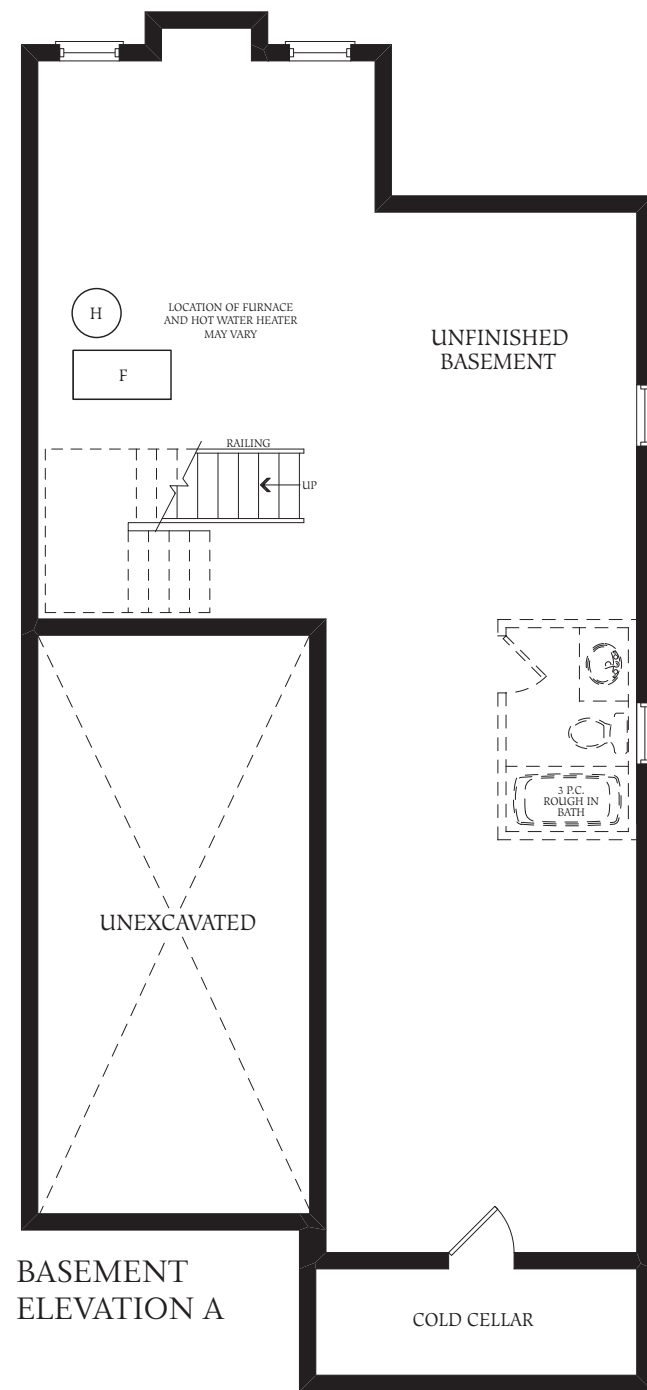 H
LOCATION OF FURNACE
AND HOT WATER HEATER
MAY VARY
UNFINISHED
BASEMENT
F
RAILING
UP
3 P.C.
ROUGH IN
BATH
UNEXCAVATED
BASEMENT
ELEVATION A
COLD CELLAR